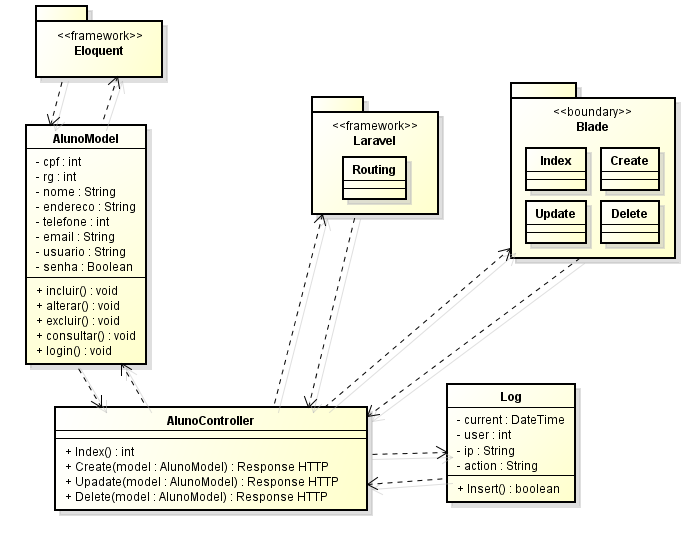 <<framework>>
Eloquent
AlunoModel
- cpf : int
- rg : int
- nome : String
- endereco : String
- telefone : int
- email : String
- usuario : String
- senha : Boolean
+ incluir() : void
+ alterar() : void
+ excluir() : void
+ consultar() : void
+ login() : void
<<framework>>
Laravel
Routing
<<boundary>>
Blade
Index
Create
Update
Delete
AlunoController
+ Index() : int
+ Create(model : AlunoModel) : Response HTTP
+ Upadate(model : AlunoModel) : Response HTTP
+ Delete(model : AlunoModel) : Response HTTP
Log
- current : DateTime
- user : int
- ip : String
- action : String
+ Insert() : boolean